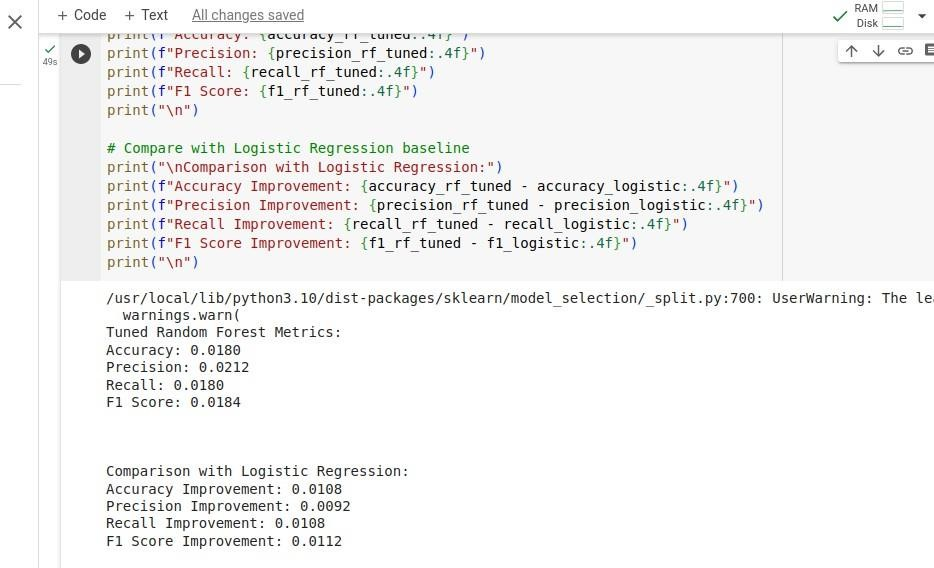 + Code + Text All changes saved
RAM
Disk
49s
print(f"Accuracy: {accuracy_rf_tuned:.4f}")
print(f"Precision: {precision_rf_tuned:.4f}")
print(f"Recall: {recall_rf_tuned:.4f}")
print(f"F1 Score: {f1_rf_tuned:.4f}")
print("\n")
# Compare with Logistic Regression baseline
print("\nComparison with Logistic Regression:")
print(f"Accuracy Improvement: {accuracy_rf_tuned - accuracy_logistic:.4f}")
print(f"Precision Improvement: {precision_rf_tuned - precision_logistic:.4f}")
print(f"Recall Improvement: {recall_rf_tuned - recall_logistic:.4f}")
print(f"F1 Score Improvement: {f1_rf_tuned - f1_logistic:.4f}")
print("\n")
/usr/local/lib/python3.10/dist-packages/sklearn/model_selection/_split.py:700: UserWarning: The
warnings.warn(
Tuned Random Forest Metrics:
Accuracy: 0.0180
Precision: 0.0212
Recall: 0.0180
F1 Score: 0.0184
Comparison with Logistic Regression:
Accuracy Improvement: 0.0108
Precision Improvement: 0.0092
Recall Improvement: 0.0108
F1 Score Improvement: 0.0112